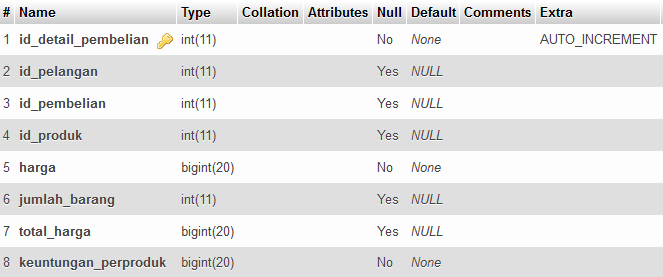 # Name Type Collation Attributes Null Default Comments Extra
1 id_detail_pembelian int(11) No None AUTO_INCREMENT
2 id_pelangan int(11) Yes NULL
3 id_pembelian int(11) Yes NULL
4 id_produk int(11) Yes NULL
5 harga bigint(20) No None
6 jumlah_barang int(11) Yes NULL
7 total_harga bigint(20) Yes NULL
8 keuntungan_perproduk bigint(20) No None